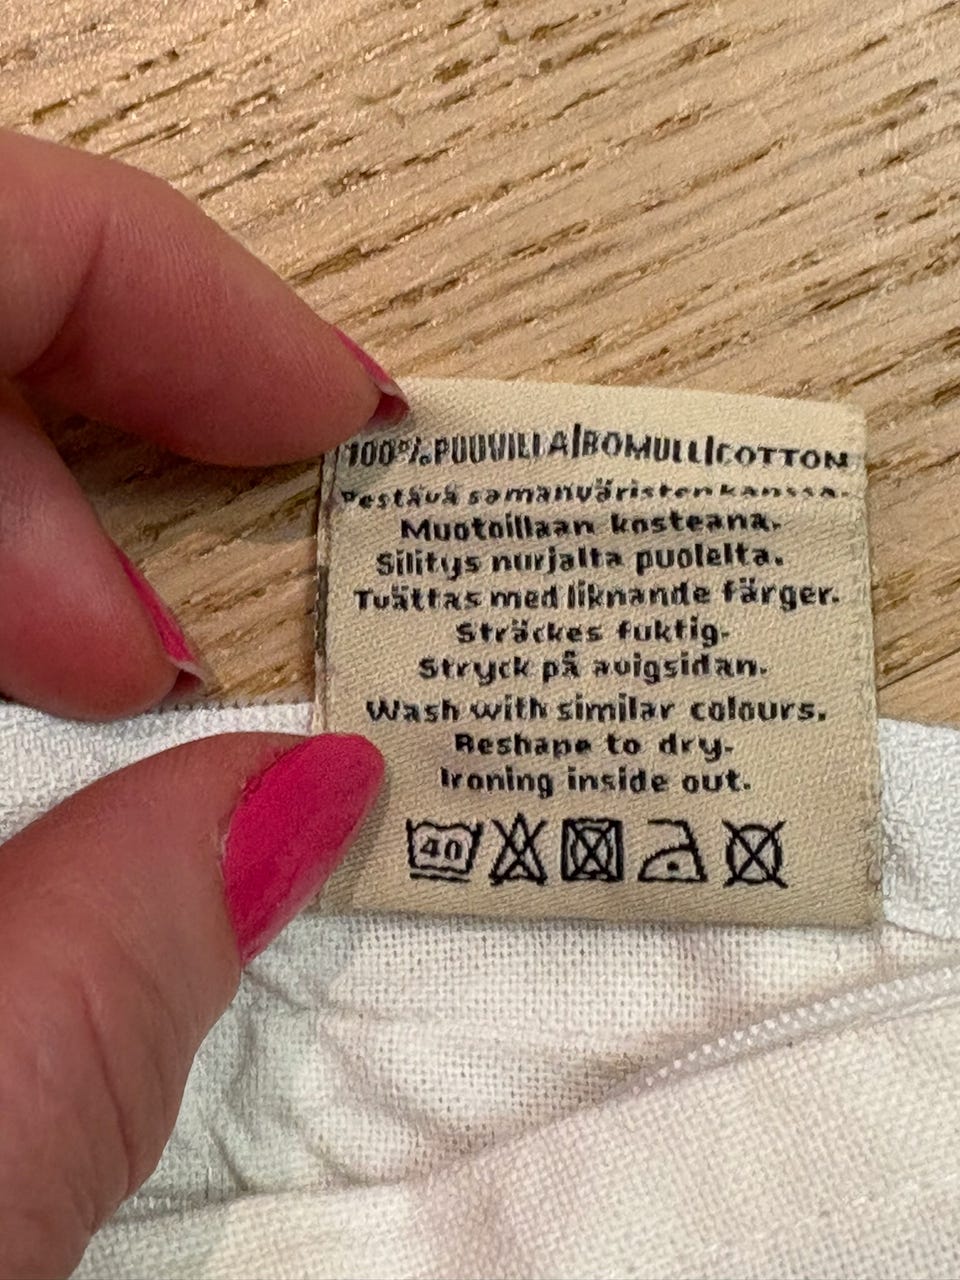 100% PUUVILLA|BOMULL|COTTON
Pestävä samanväristen kanssa.
Muotoillaan kosteana.
Silitys nurjalta puolelta.
Tvättas med liknande färger.
Sträckes fuktig.
Stryck på avigsidan.
Wash with similar colours.
Reshape to dry.
Ironing inside out.
40